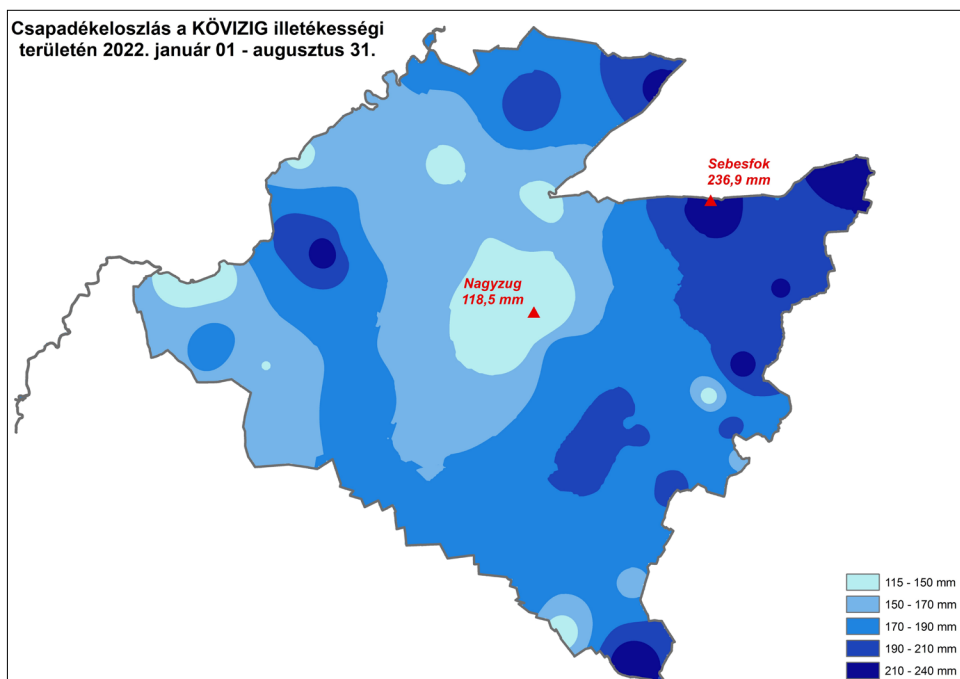 Csapadékeloszlás a KÖVIZIG illetékességi
területén 2022. január 01 - augusztus 31.
Sebesfok
236,9 mm
Nagyzug
118,5 mm
115 - 150 mm
150 - 170 mm
170 - 190 mm
190 - 210 mm
210 - 240 mm